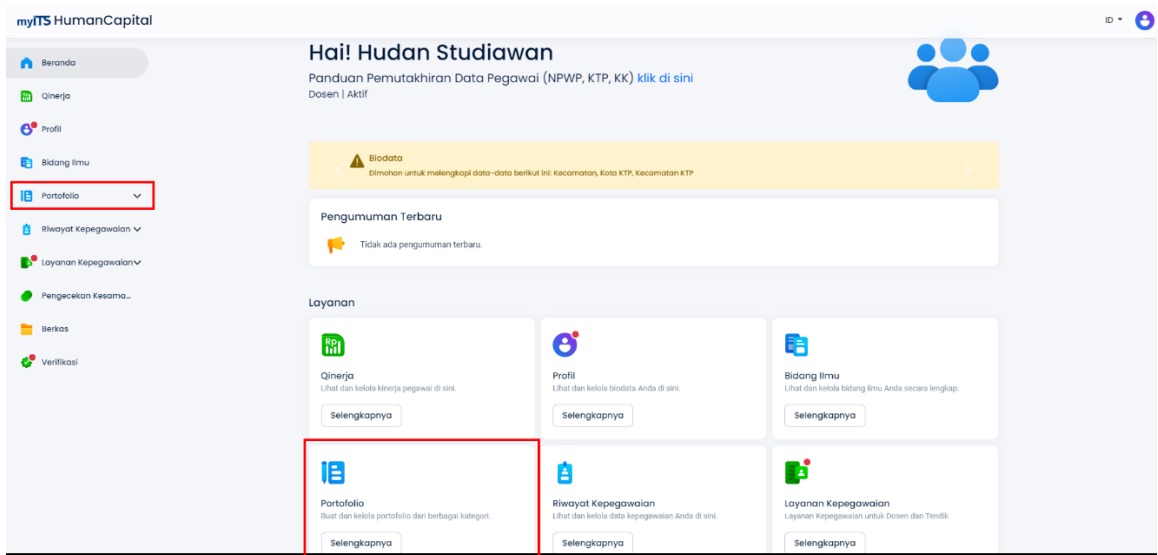 myITS HumanCapital
ID
Beranda
Qinerja
Profil
Bidang Ilmu
Portofolio
Riwayat Kepegawaian
Layanan Kepegawaian
Pengecekan Kesama...
Berkas
Verifikasi
Hai! Hudan Studiawan
Panduan Pemutakhiran Data Pegawai (NPWP, KTP, KK) klik di sini
Dosen | Aktif
Biodata
Dimohon untuk melengkapi data-data berikut ini: Kecamatan, Kota KTP, Kecamatan KTP
Pengumuman Terbaru
Tidak ada pengumuman terbaru.
Layanan
Rp
Qinerja
Lihat dan kelola kinerja pegawai di sini.
Selengkapnya
Profil
Lihat dan kelola biodata Anda di sini.
Selengkapnya
Bidang Ilmu
Lihat dan kelola bidang ilmu Anda secara lengkap.
Selengkapnya
Portofolio
Buat dan kelola portofolio dari berbagai kategori.
Selengkapnya
Riwayat Kepegawaian
Lihat dan kelola data kepegawaian Anda di sini.
Selengkapnya
Layanan Kepegawaian
Layanan Kepegawaian untuk Dosen dan Tendik
Selengkapnya